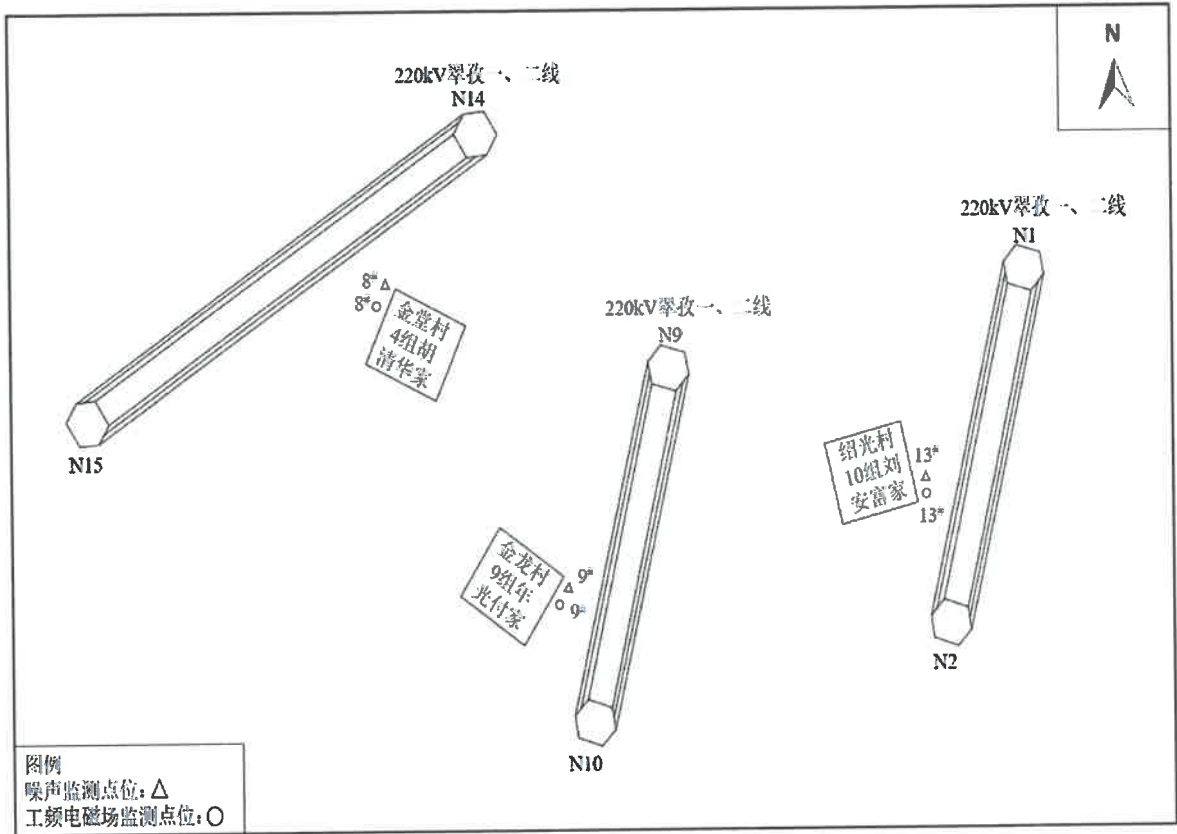 N
220kV翠孜一、二线
N14
8#
8#
金堂村
4组胡
清华家
N15
220kV翠孜一、二线
N9
金龙村
9组年
光付家
9#
9#
N10
220kV翠孜一、二线
N1
绍光村
10组刘
安富家
13#
13#
N2
图例
噪声监测点位:△
工频电磁场监测点位:○